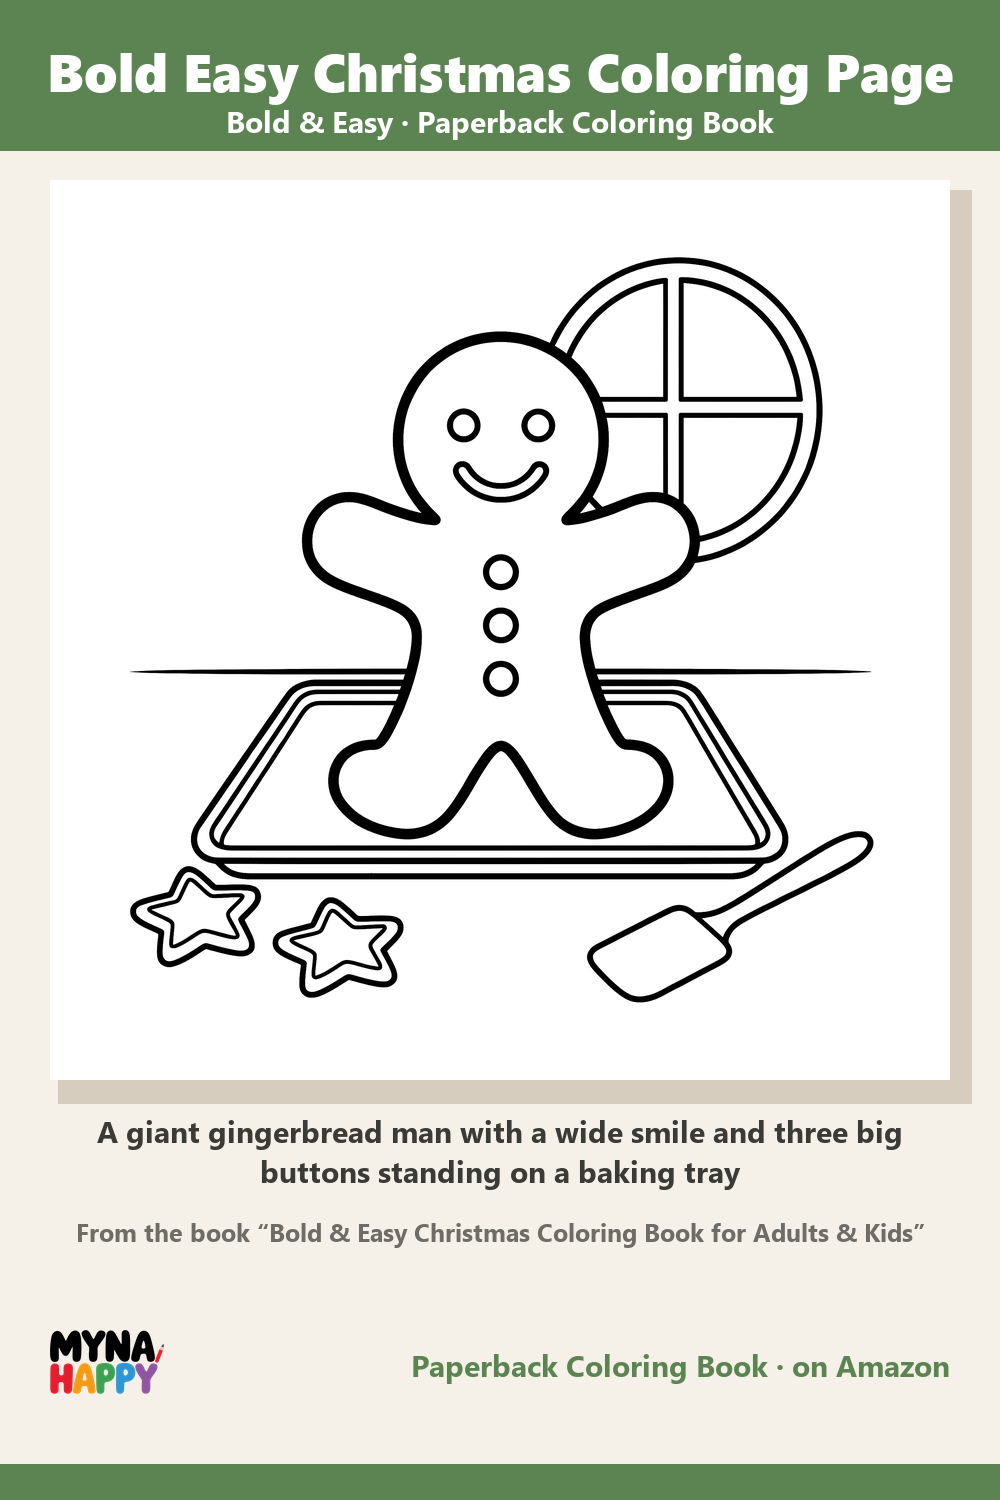 Bold Easy Christmas Coloring Page
Bold & Easy · Paperback Coloring Book
A giant gingerbread man with a wide smile and three big
buttons standing on a baking tray
From the book “Bold & Easy Christmas Coloring Book for Adults & Kids”
MYNA
HAPPY
Paperback Coloring Book · on Amazon